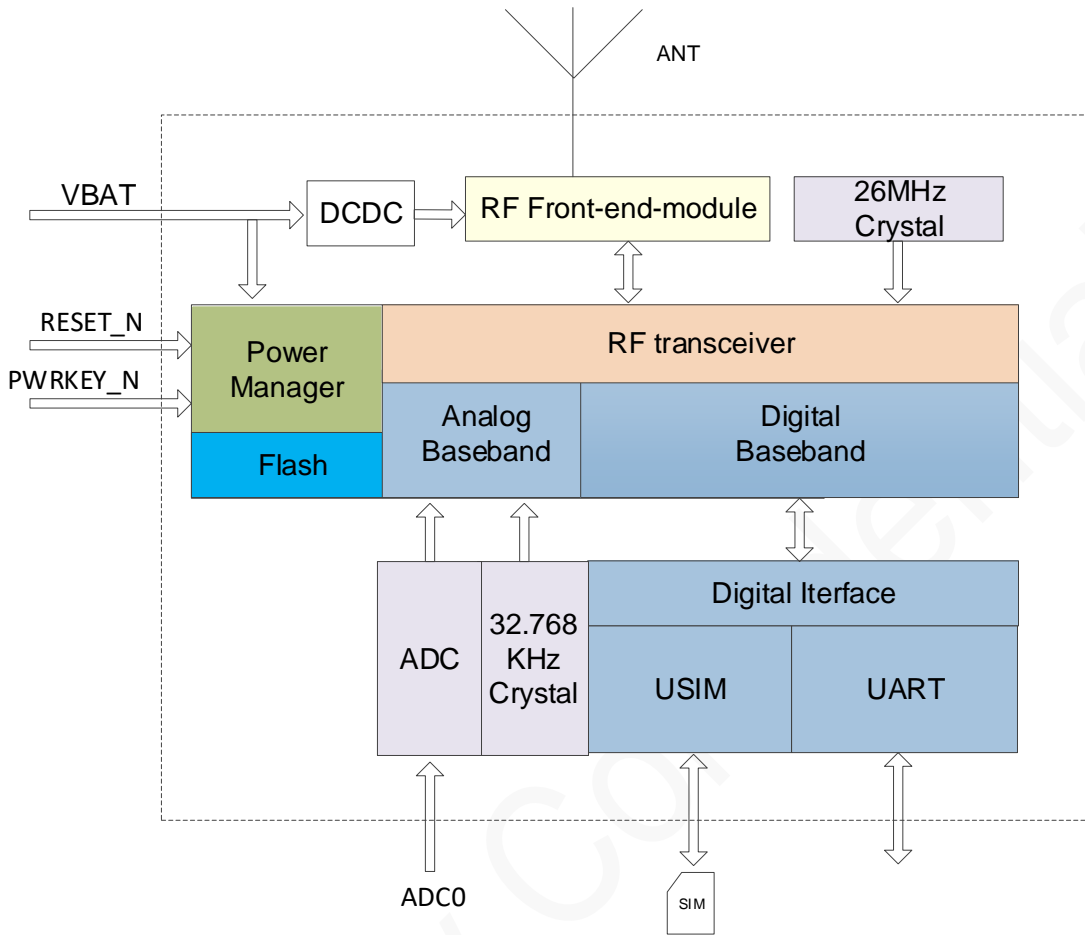 ANT
VBAT
DCDC
RF Front-end-module
26MHz
Crystal
RESET_N
PWRKEY_N
Power
Manager
RF transceiver
Analog
Baseband
Digital
Baseband
Flash
ADC
32.768
KHz
Crystal
Digital Iterface
USIM
UART
ADC0
SIM